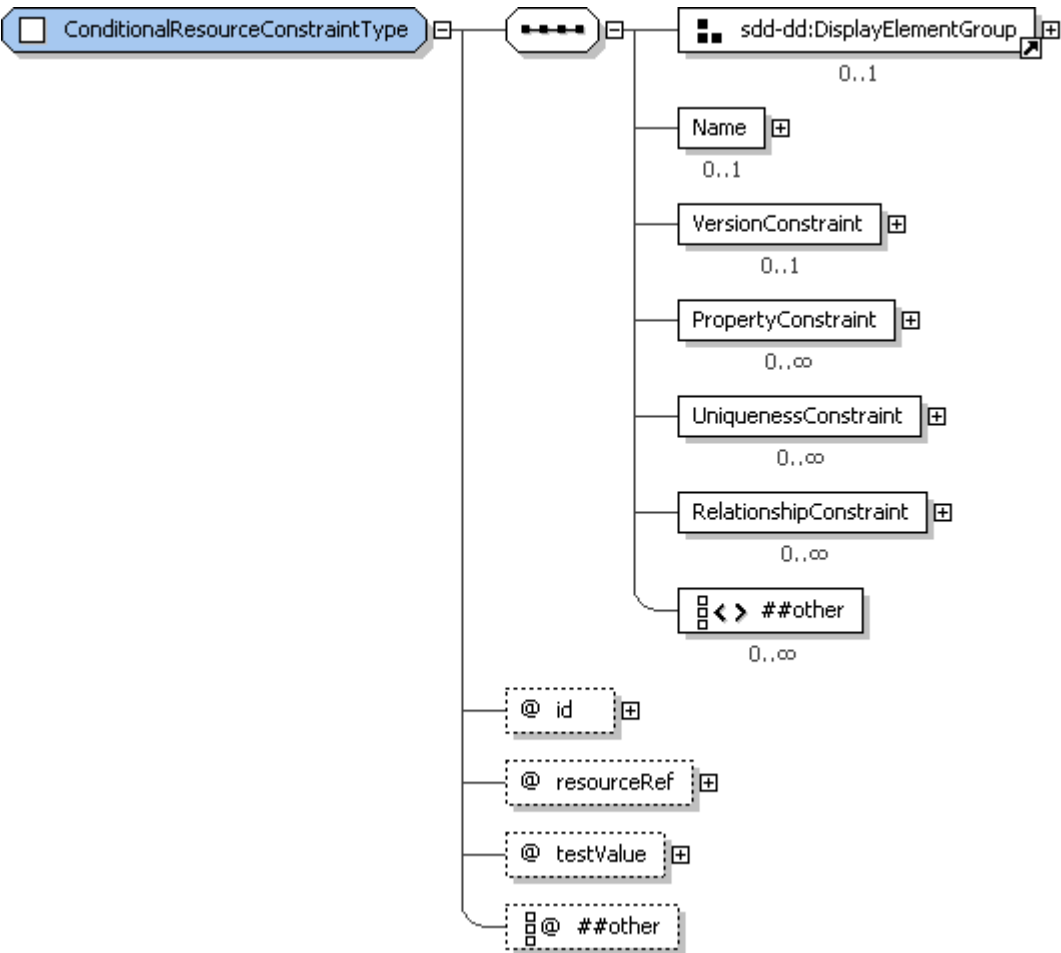 ConditionalResourceConstraintType
sdd-dd:DisplayElementGroup
0..1
Name
0..1
VersionConstraint
0..1
PropertyConstraint
0..∞
UniquenessConstraint
0..∞
RelationshipConstraint
0..∞
##other
0..∞
@ id
@ resourceRef
@ testValue
@ ##other